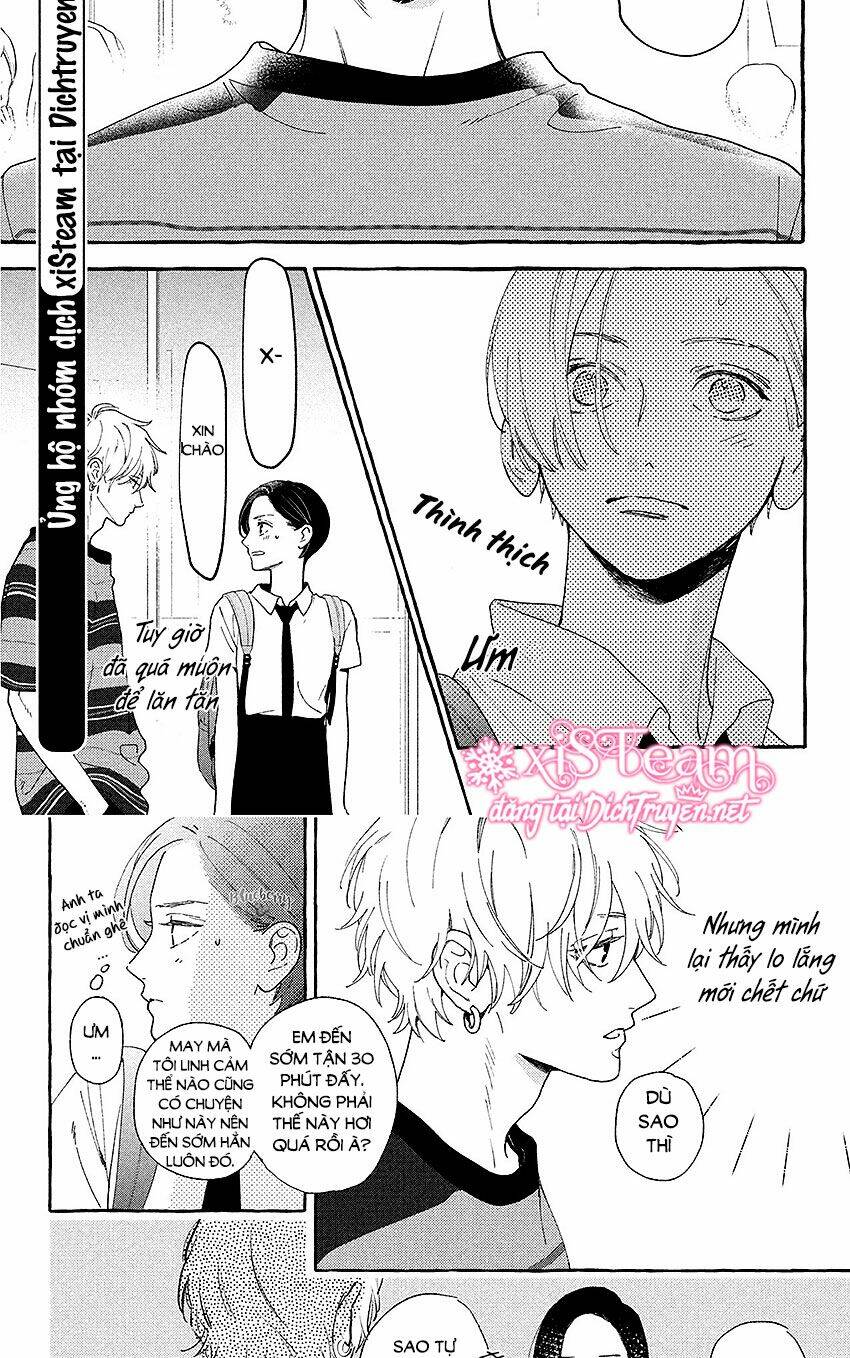 Ủng hộ nhóm dịch xiSteam tại Dichtruyen
X-
XIN
CHÀO
Thình thịch
Ưm
Tuy giờ
đã quá muộn
để lăn tăn
xiSTeam
đăng tại DichTruyen.net
Nhưng mình
lại thấy lo lắng
mới chết chứ
DÙ
SAO
THÌ
EM ĐẾN
SỚM TẬN 30
PHÚT ĐẤY.
KHÔNG PHẢI
THẾ NÀY HƠI
QUÁ RỒI À?
MAY MÀ
TÔI LINH CẢM
THỂ NÀO CŨNG
CÓ CHUYỆN
NHƯ NÀY NÊN
ĐẾN SỚM HẲN
LUÔN ĐÓ.
Anh ta
đọc vị mình
chuẩn ghê
ƯM
...
SAO TỰ